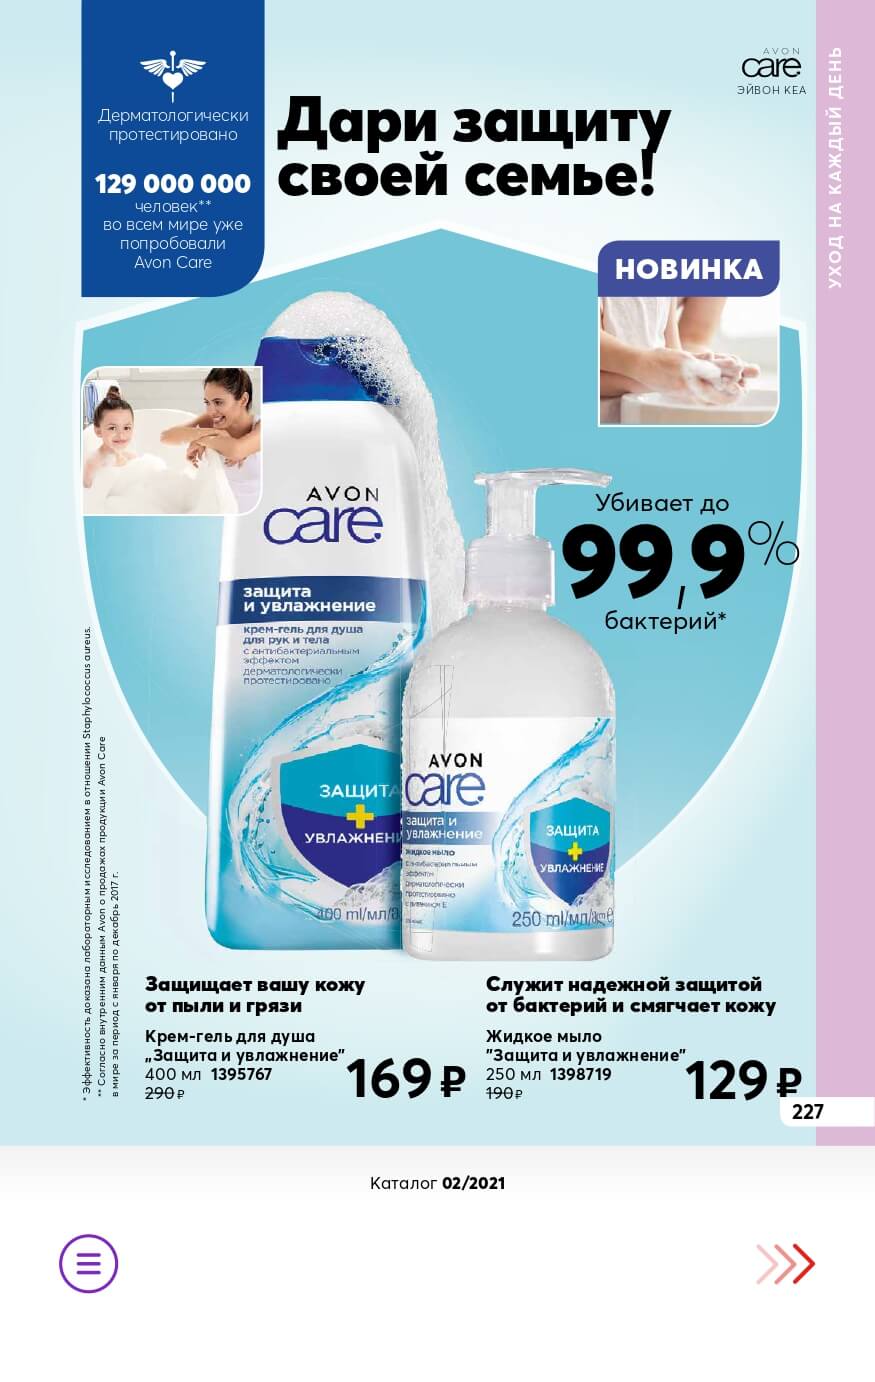 Дерматологически
протестировано
129 000 000
человек**
во всем мире уже
попробовали
Avon Care
Дари защиту
своей семье!
AVON
care
ЭЙВОН КЕА
УХОД НА КАЖДЫЙ ДЕНЬ
НОВИНКА
Убивает до
99,9%
бактерий*
AVON
care
защита
и увлажнение
крем-гель для душа
для рук и тела
с антибактериальным
эффектом
дерматологически
протестировано
ЗАЩИТА
+
УВЛАЖНЕНИ
400 ml/мл/
AVON
care
защита и
увлажнение
жидкое мыло
с антибактериальным
эффектом
дерматологически
протестировано
с витамином Е
ЗАЩИТА
+
УВЛАЖНЕНИЕ
250 ml/мл/
* Эффективность доказана лабораторным исследованием в отношении Staphylococcus aureus.
** Согласно внутренним данным Avon о продажах продукции Avon Care
в мире за период с января по декабрь 2017 г.
Защищает вашу кожу
от пыли и грязи
Крем-гель для душа
„Защита и увлажнение"
400 мл 1395767
290 ₽
169 ₽
Служит надежной защитой
от бактерий и смягчает кожу
Жидкое мыло
"Защита и увлажнение"
250 мл 1398719
190 ₽
129 ₽
227
Каталог 02/2021